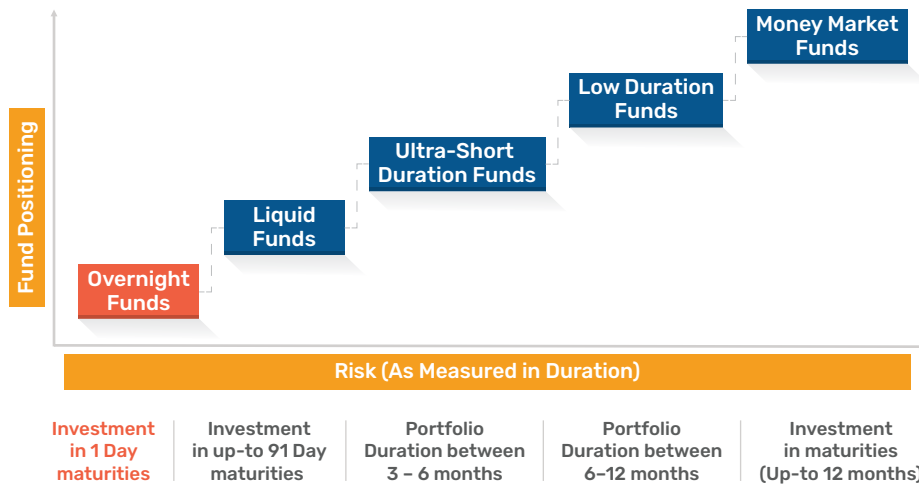 Money Market
Funds
Low Duration
Funds
Ultra-Short
Duration Funds
Liquid
Funds
Overnight
Funds
Fund Positioning
Risk (As Measured in Duration)
Investment
in 1 Day
maturities
Investment
in up-to 91 Day
maturities
Portfolio
Duration between
3 – 6 months
Portfolio
Duration between
6–12 months
Investment
in maturities
(Up-to 12 months)